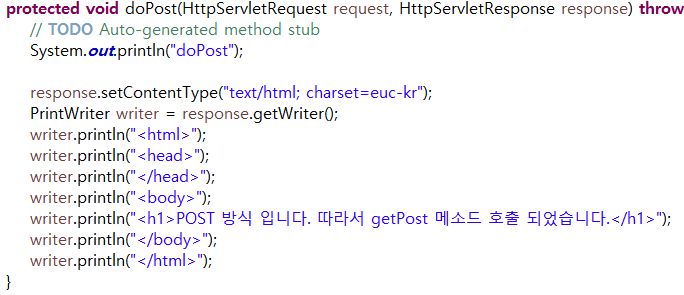 protected void doPost(HttpServletRequest request, HttpServletResponse response) throw
// TODO Auto-generated method stub
System.out.println("doPost");
response.setContentType("text/html; charset=euc-kr");
PrintWriter writer = response.getWriter();
writer.println("<html>");
writer.println("<head>");
writer.println("</head>");
writer.println("<body>");
writer.println("<h1>POST 방식 입니다. 따라서 getPost 메소드 호출 되었습니다.</h1>");
writer.println("</body>");
writer.println("</html>");
}